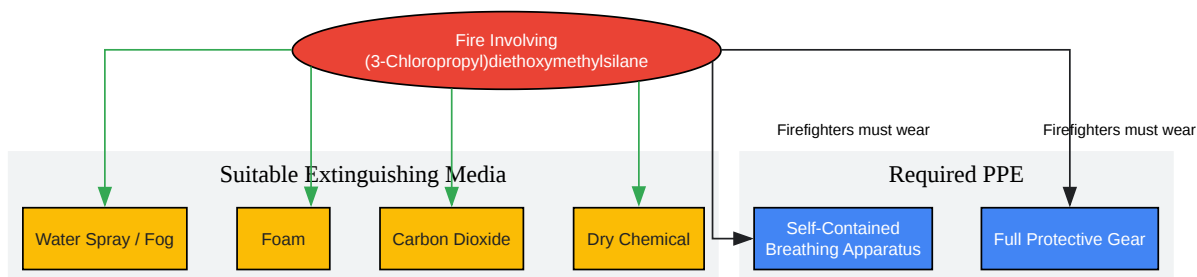 Fire Involving
(3-Chloropropyl)diethoxymethylsilane
Firefighters must wear
Firefighters must wear
Suitable Extinguishing Media
Required PPE
Water Spray / Fog
Foam
Carbon Dioxide
Dry Chemical
Self-Contained
Breathing Apparatus
Full Protective Gear